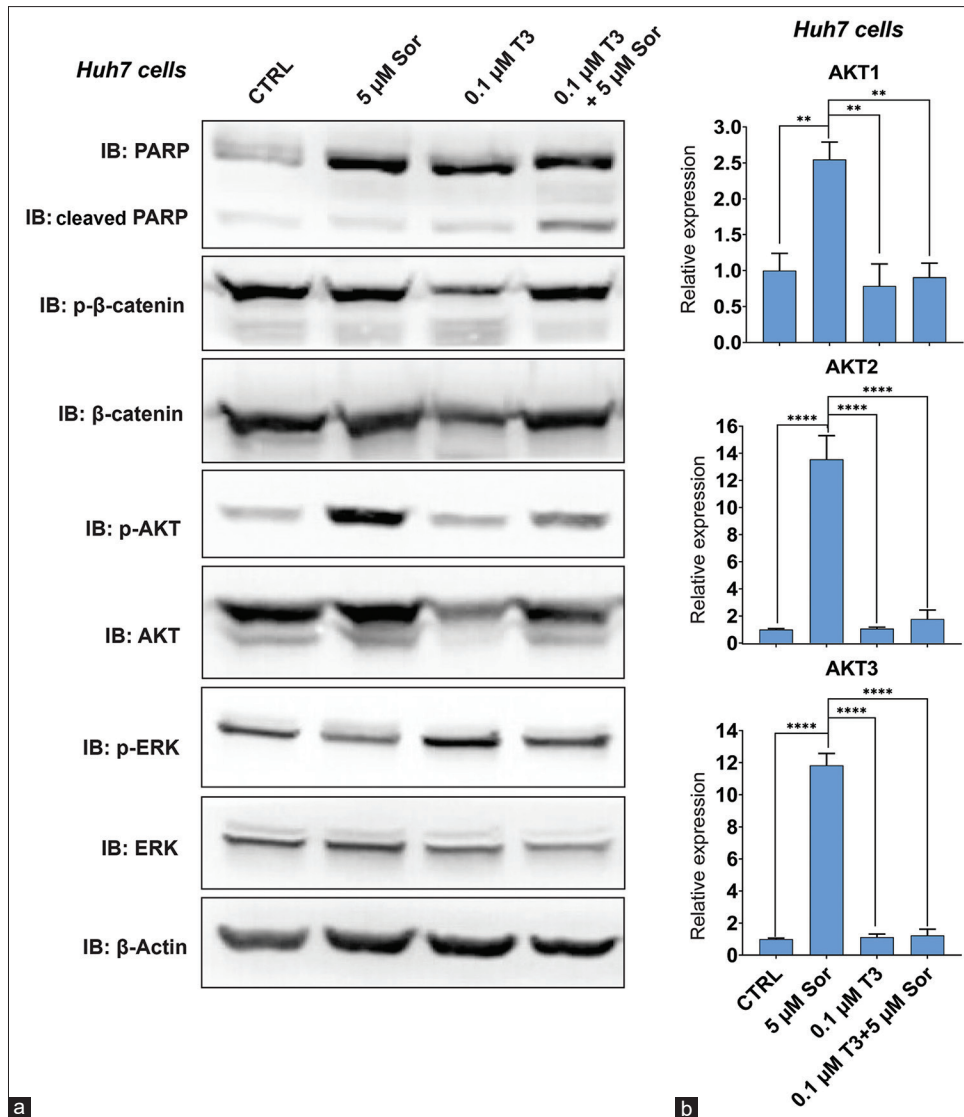 Huh7 cells
CTRL
5 µM Sor
0.1 µM T3
0.1 µM T3
+ 5 µM Sor
IB: PARP
IB: cleaved PARP
IB: p-β-catenin
IB: β-catenin
IB: p-AKT
IB: AKT
IB: p-ERK
IB: ERK
IB: β-Actin
a
Huh7 cells
AKT1
** ** **
Relative expression
3.0
2.5
2.0
1.5
1.0
0.5
0.0
AKT2
**** **** ****
Relative expression
16
14
12
10
8
6
4
2
0
AKT3
**** **** ****
Relative expression
14
12
10
8
6
4
2
0
CTRL
5 µM Sor
0.1 µM T3
0.1 µM T3+5 µM Sor
b